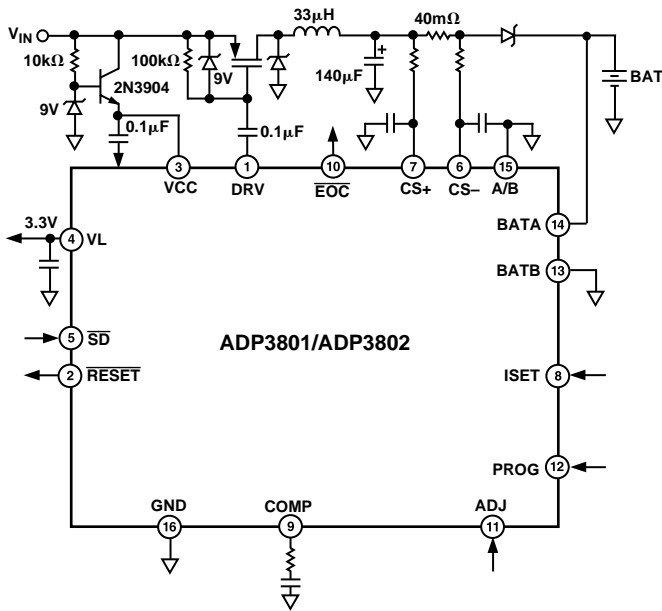 33µH
40mΩ
VIN
10kΩ
100kΩ
9V
2N3904
140µF
BAT
9V
0.1µF
0.1µF
3
1
10
7
6
15
VCC
DRV
EOC
CS+
CS–
A/B
3.3V
4
VL
BATA
14
BATB
13
5
SD
ADP3801/ADP3802
2
RESET
ISET
8
PROG
12
GND
COMP
ADJ
16
9
11